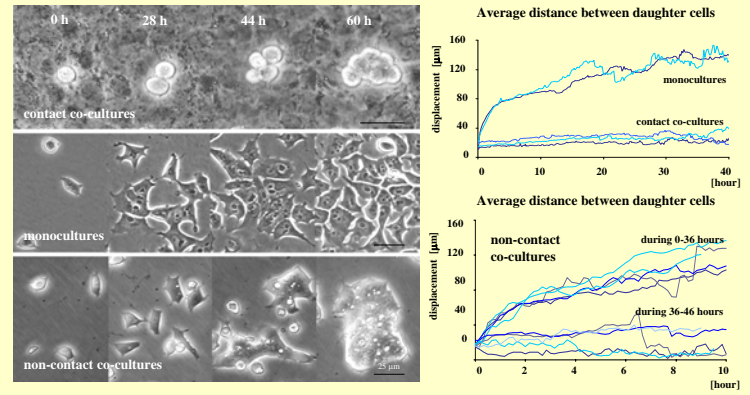 0 h 28 h 44 h 60 h
contact co-cultures
monocultures
non-contact co-cultures
25 µm
Average distance between daughter cells
displacement [µm]
160
120
80
40
0
monocultures
contact co-cultures
0 10 20 30 40
[hour]
Average distance between daughter cells
displacement [µm]
160
120
80
40
0
non-contact
co-cultures
during 0-36 hours
during 36-46 hours
0 2 4 6 8 10
[hour]